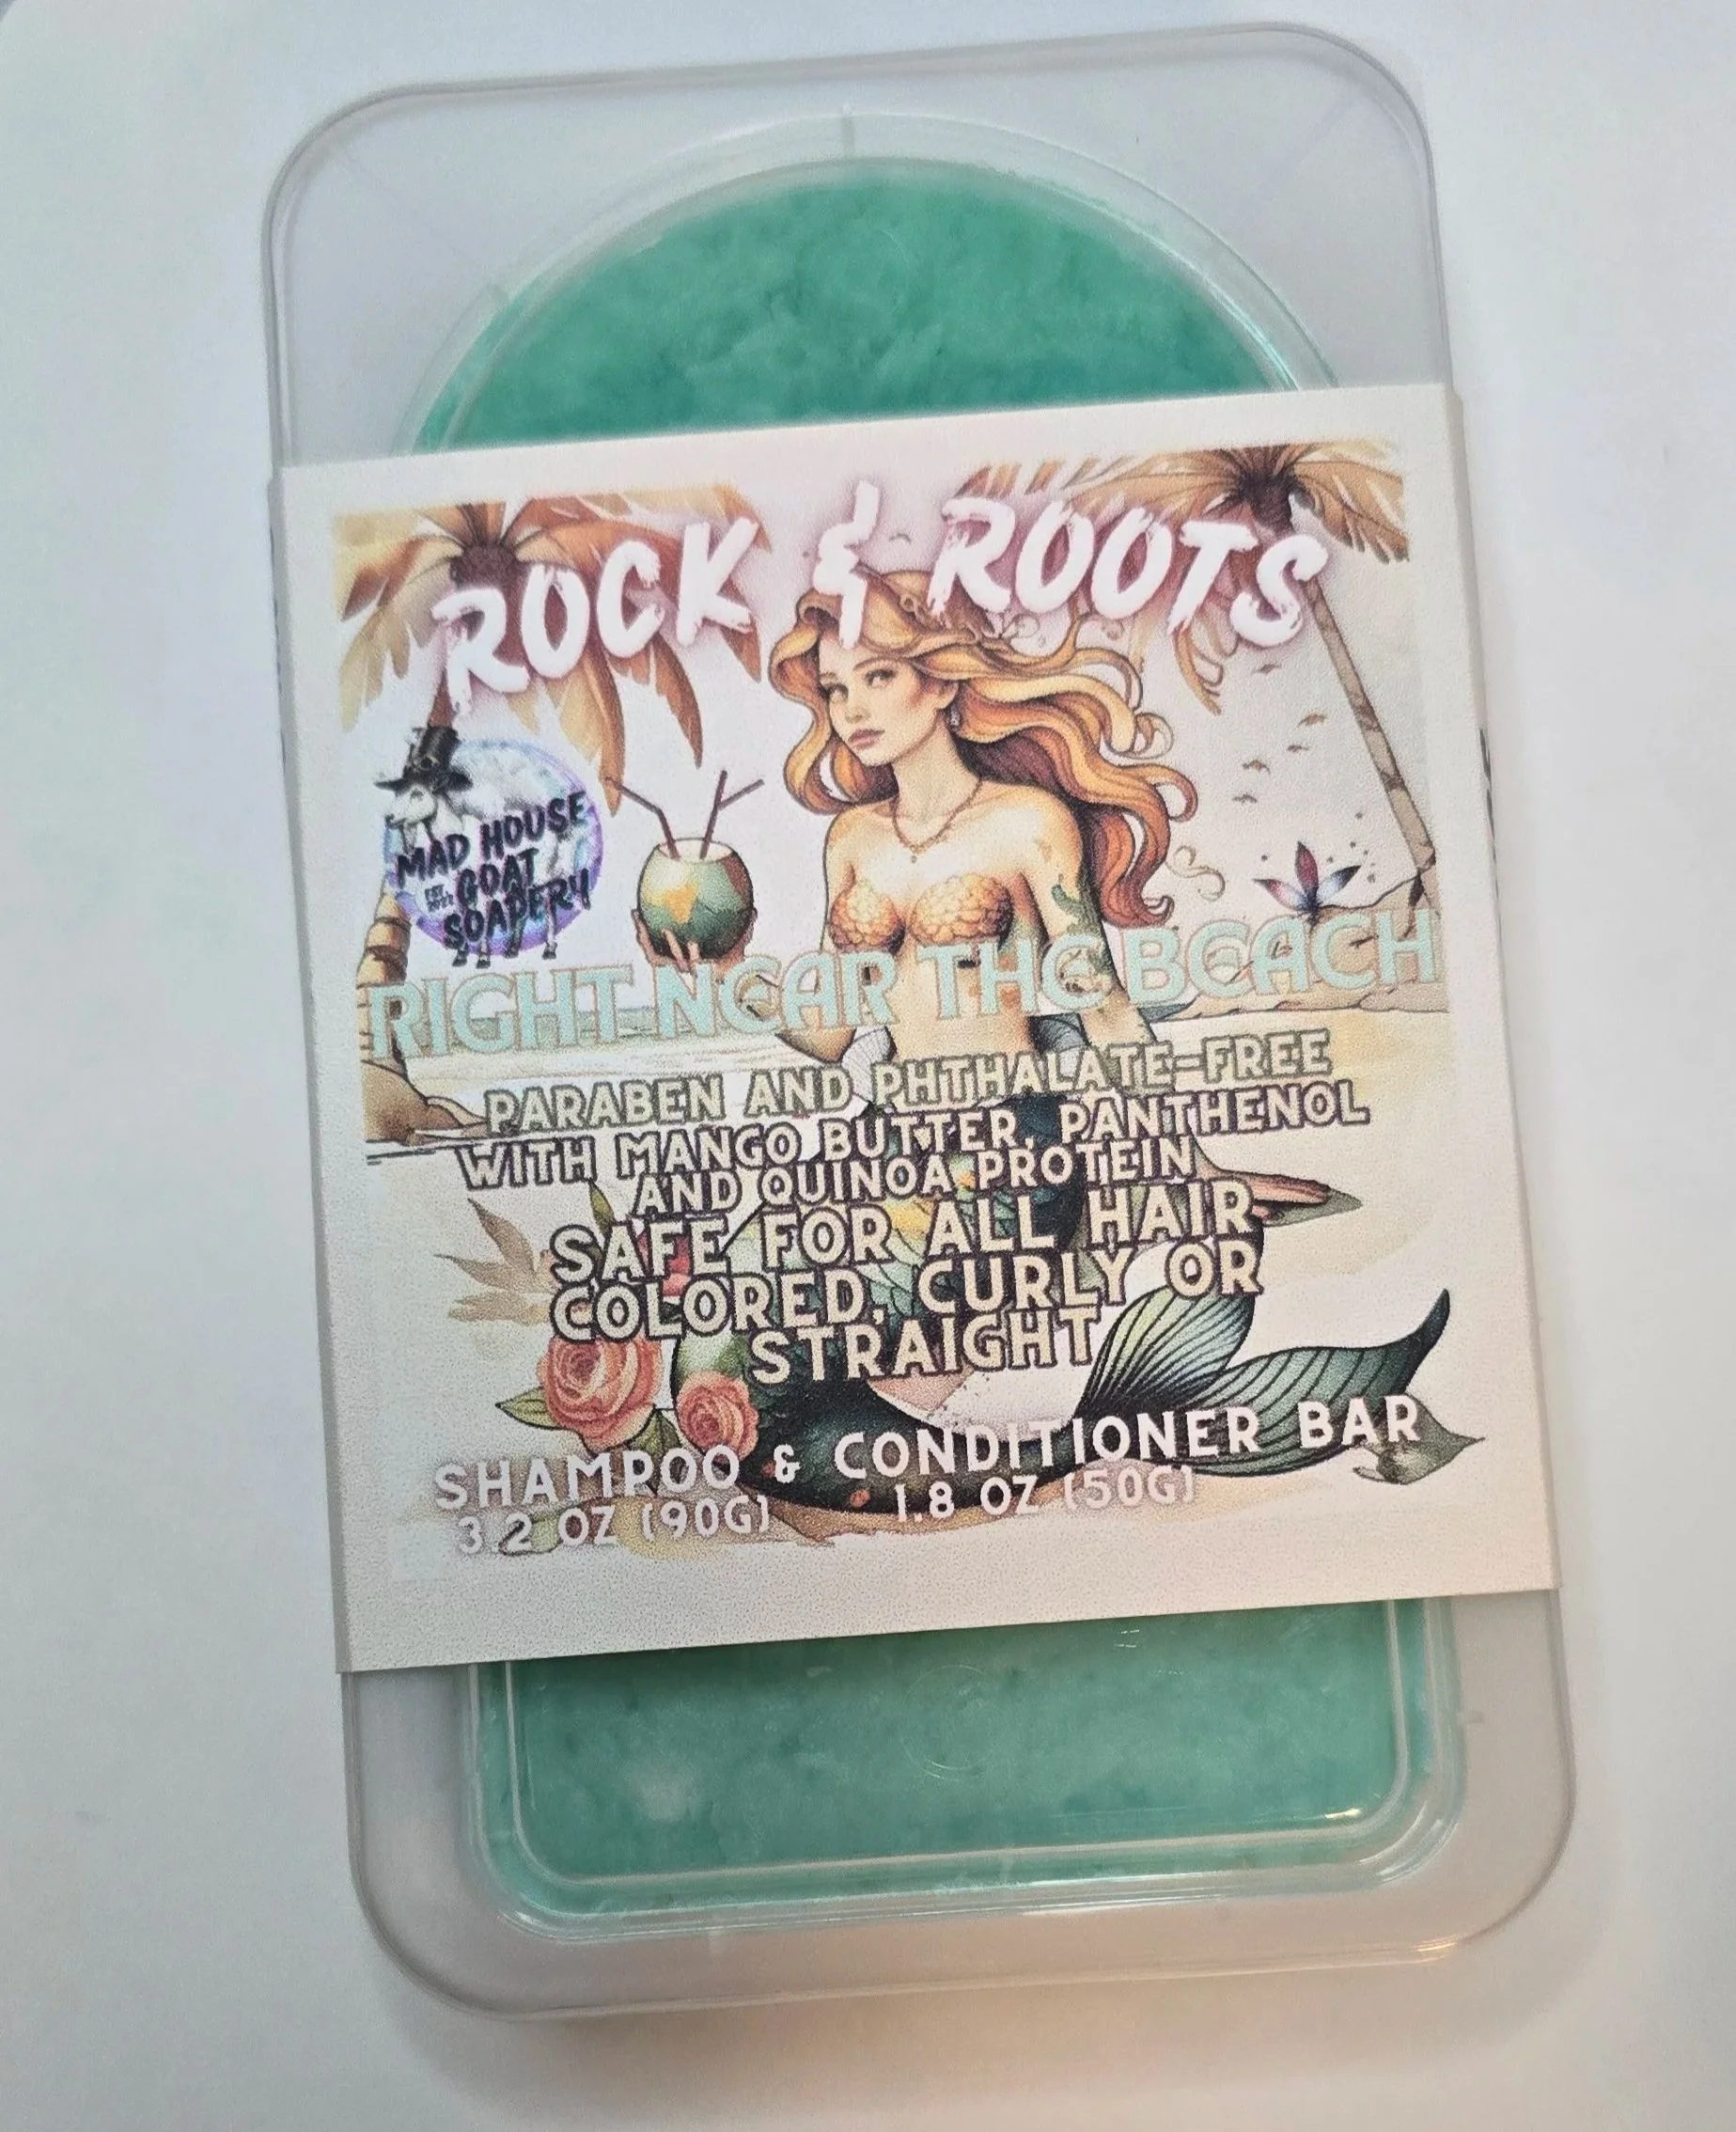 ROCK & ROOTS
MAD HOUSE
GOAT
SOAPERY
RIGHT NEAR THE BEACH
PARABEN AND PHTHALATE-FREE
WITH MANGO BUTTER, PANTHENOL
AND QUINOA PROTEIN
SAFE FOR ALL HAIR
COLORED, CURLY OR
STRAIGHT
SHAMPOO & CONDITIONER BAR
3.2 OZ (90G) 1.8 OZ (50G)